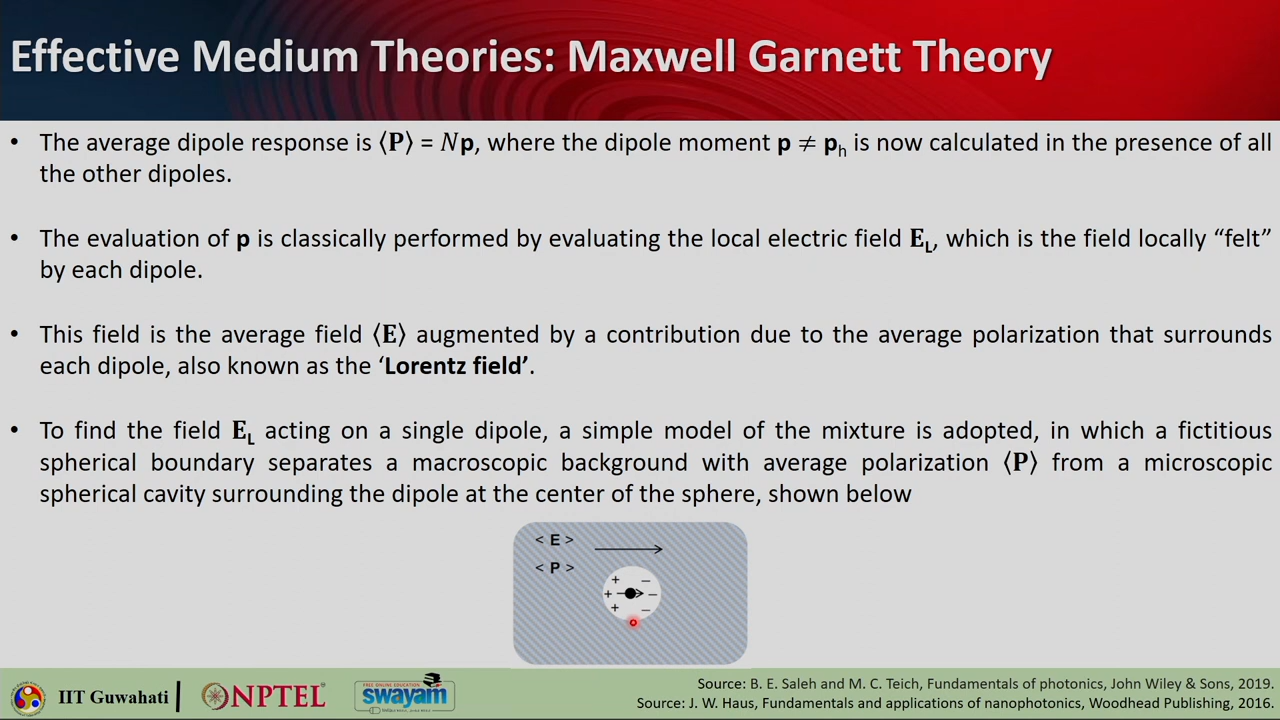 Effective Medium Theories: Maxwell Garnett Theory
• The average dipole response is ⟨P⟩ = Np, where the dipole moment p ≠ pₕ is now calculated in the presence of all
the other dipoles.
• The evaluation of p is classically performed by evaluating the local electric field E_L, which is the field locally “felt”
by each dipole.
• This field is the average field ⟨E⟩ augmented by a contribution due to the average polarization that surrounds
each dipole, also known as the ‘Lorentz field’.
• To find the field E_L acting on a single dipole, a simple model of the mixture is adopted, in which a fictitious
spherical boundary separates a macroscopic background with average polarization ⟨P⟩ from a microscopic
spherical cavity surrounding the dipole at the center of the sphere, shown below
< E >
< P >
+ −
+ −
+ −
IIT Guwahati
NPTEL
FREE ONLINE EDUCATION
swayam
Source: B. E. Saleh and M. C. Teich, Fundamentals of photonics, John Wiley & Sons, 2019.
Source: J. W. Haus, Fundamentals and applications of nanophotonics, Woodhead Publishing, 2016.